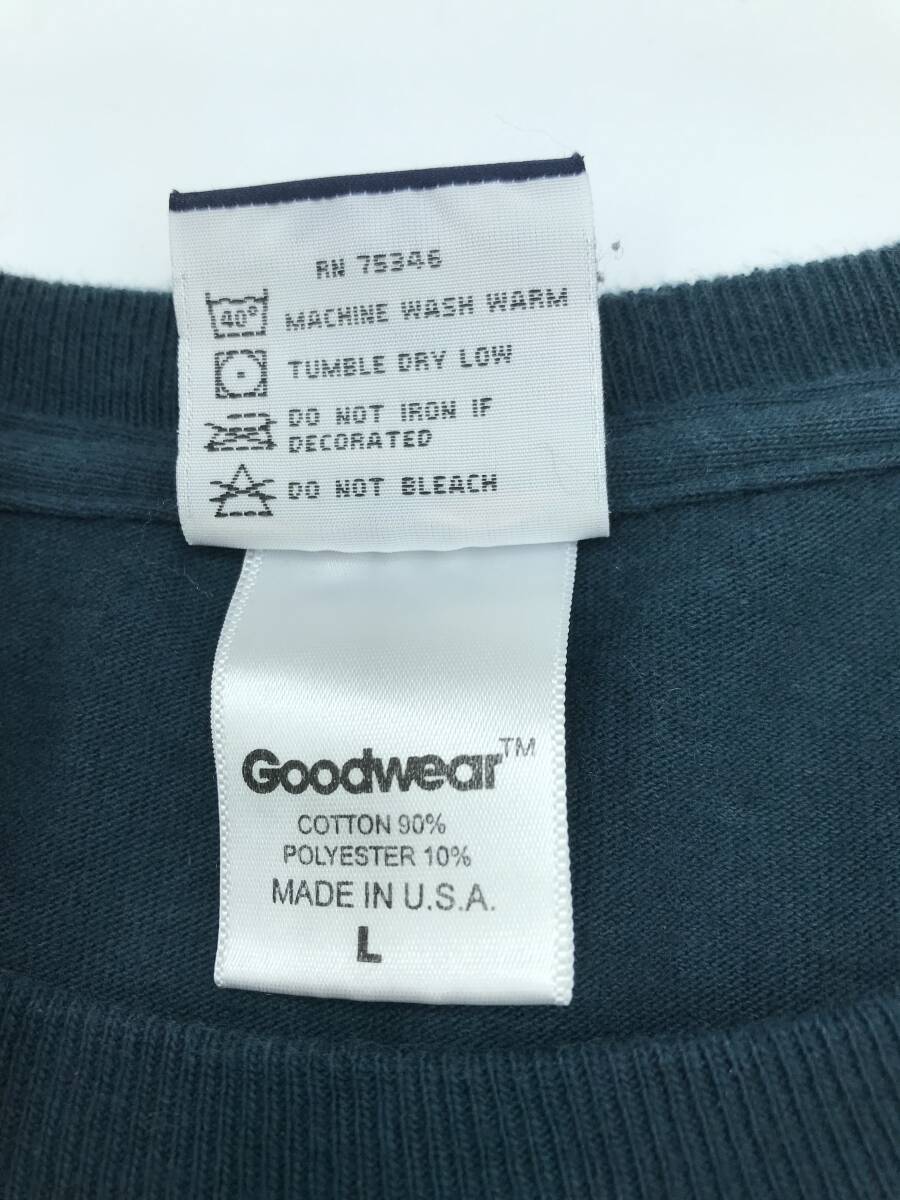 RN 75346
40° MACHINE WASH WARM
TUMBLE DRY LOW
DO NOT IRON IF
DECORATED
DO NOT BLEACH
Goodwear™
COTTON 90%
POLYESTER 10%
MADE IN U.S.A.
L